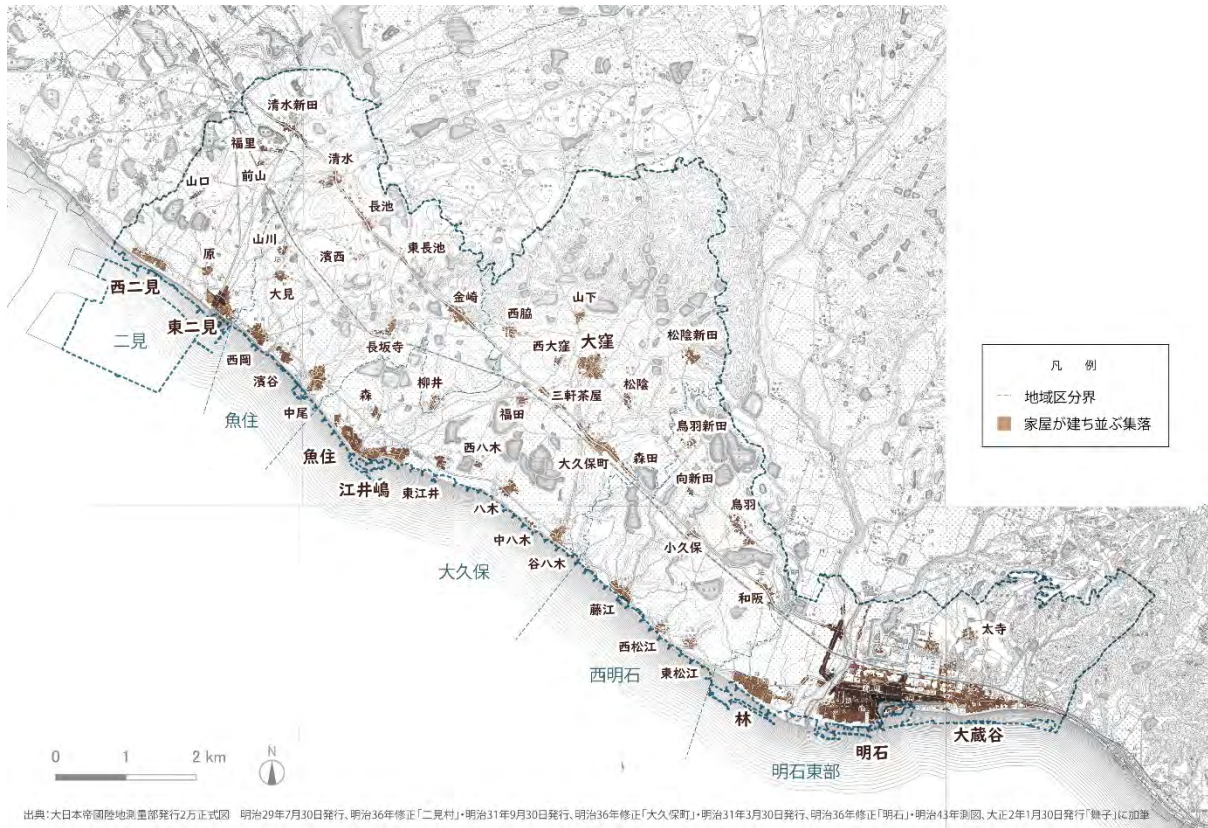 清水新田
福里
清水
前山
山口
長池
山川
東長池
原
濱西
大見
金崎
山下
西二見
西脇
松陰新田
大窪
東二見
西大窪
二見
長坂寺
西岡
三軒茶屋
松陰
柳井
濱谷
森
福田
中尾
鳥羽新田
魚住
西八木
大久保町
森田
魚住
向新田
江井嶋
東江井
鳥羽
八木
中八木
小久保
大久保
谷八木
和阪
藤江
太寺
西松江
西明石
東松江
林
大蔵谷
明石
明石東部
凡 例
地域区分界
家屋が建ち並ぶ集落
0 1 2 km
N
出典：大日本帝國陸地測量部発行2万正式図 明治29年7月30日発行、明治36年修正「二見村」・明治31年9月30日発行、明治36年修正「大久保町」・明治31年3月30日発行、明治36年修正「明石」・明治43年測図、大正2年1月30日発行「垂子」に加筆